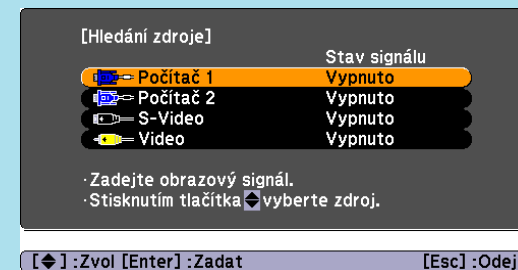 [Hledání zdroje]
Stav signálu
Počítač 1 Vypnuto
Počítač 2 Vypnuto
S-Video Vypnuto
Video Vypnuto
·Zadejte obrazový signál.
·Stisknutím tlačítka vyberte zdroj.
[ ] :Zvol [Enter] :Zadat [Esc] :Odej